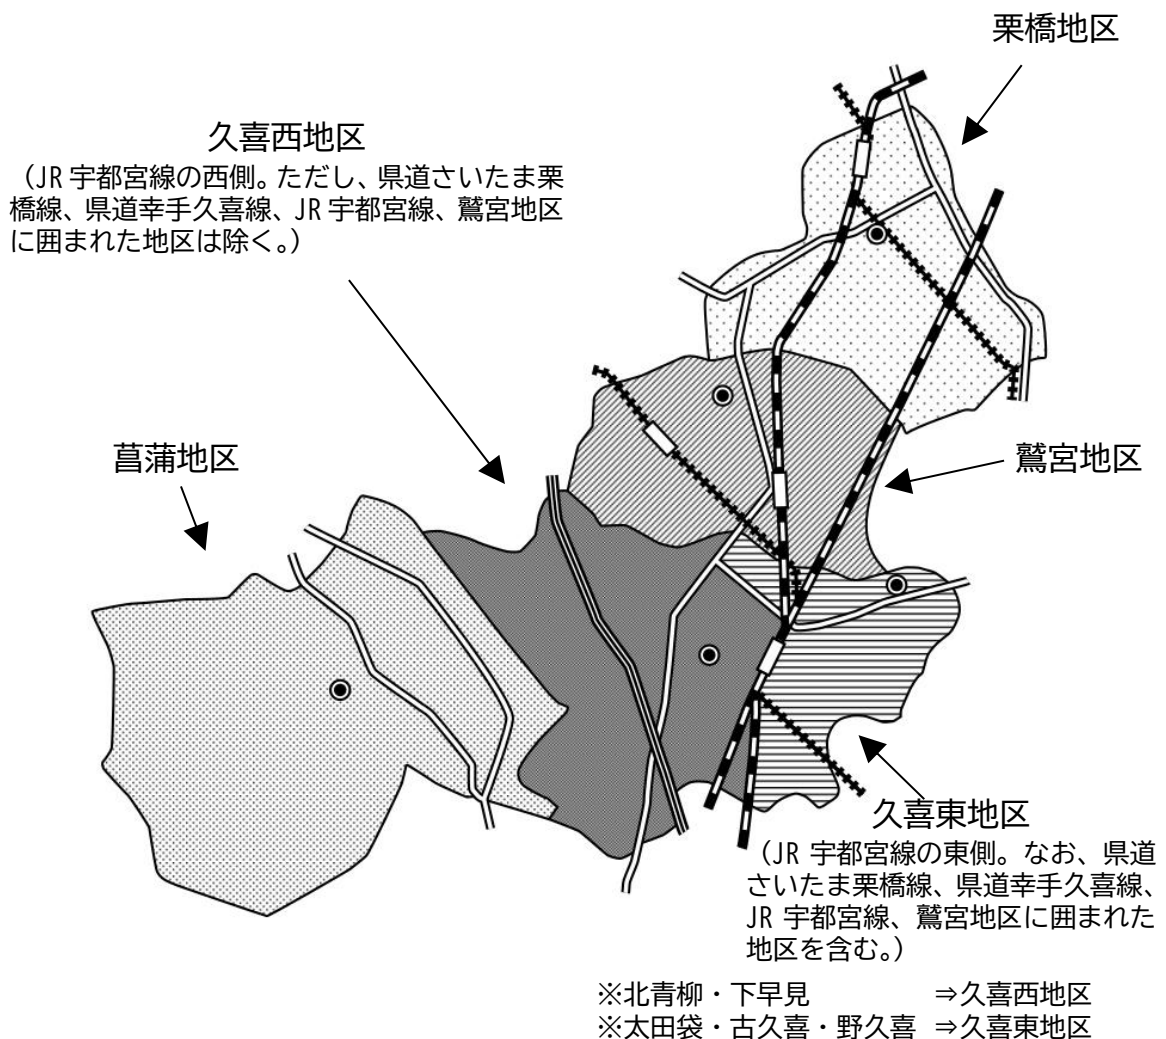 栗橋地区
久喜西地区
（JR 宇都宮線の西側。ただし、県道さいたま栗
橋線、県道幸手久喜線、JR 宇都宮線、鷲宮地区
に囲まれた地区は除く。）
菖蒲地区
鷲宮地区
久喜東地区
（JR 宇都宮線の東側。なお、県道
さいたま栗橋線、県道幸手久喜線、
JR 宇都宮線、鷲宮地区に囲まれた
地区を含む。）
※北青柳・下早見 ⇒久喜西地区
※太田袋・古久喜・野久喜 ⇒久喜東地区